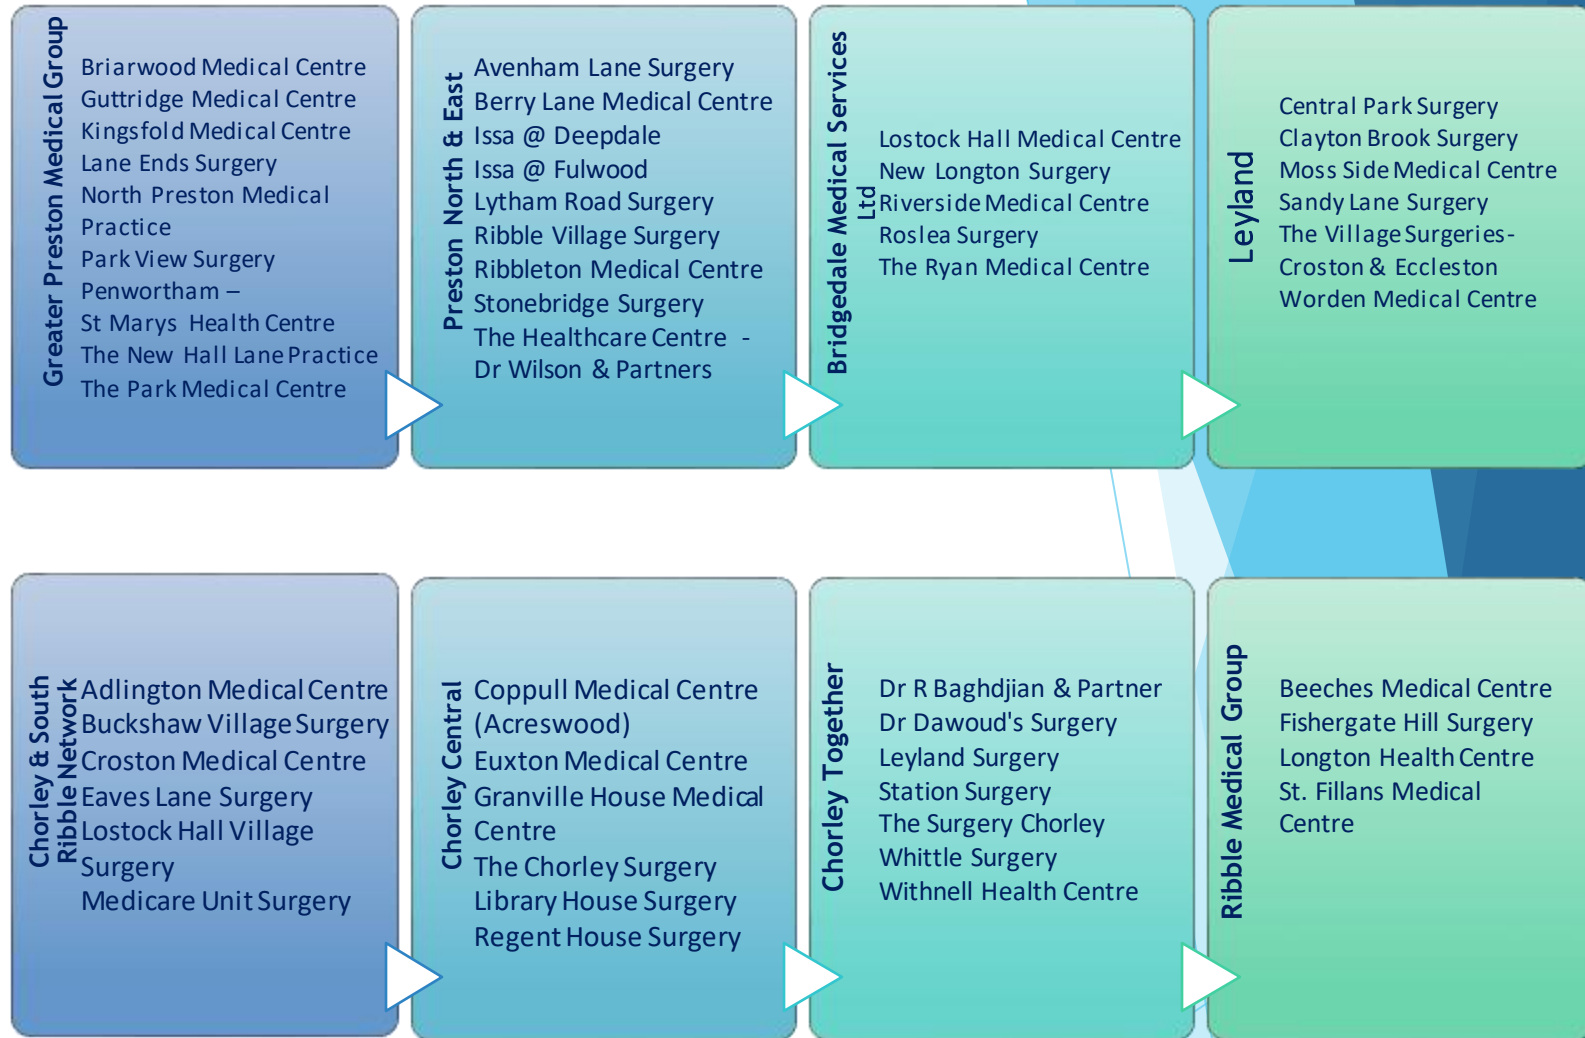 Greater Preston Medical Group
Briarwood Medical Centre
Guttridge Medical Centre
Kingsfold Medical Centre
Lane Ends Surgery
North Preston Medical
Practice
Park View Surgery
Penwortham –
St Marys Health Centre
The New Hall Lane Practice
The Park Medical Centre
Preston North & East
Avenham Lane Surgery
Berry Lane Medical Centre
Issa @ Deepdale
Issa @ Fulwood
Lytham Road Surgery
Ribble Village Surgery
Ribbleton Medical Centre
Stonebridge Surgery
The Healthcare Centre -
Dr Wilson & Partners
Bridgedale Medical Services
Ltd
Lostock Hall Medical Centre
New Longton Surgery
Riverside Medical Centre
Roslea Surgery
The Ryan Medical Centre
Leyland
Central Park Surgery
Clayton Brook Surgery
Moss Side Medical Centre
Sandy Lane Surgery
The Village Surgeries-
Croston & Eccleston
Worden Medical Centre
Chorley & South
Ribble Network
Adlington Medical Centre
Buckshaw Village Surgery
Croston Medical Centre
Eaves Lane Surgery
Lostock Hall Village
Surgery
Medicare Unit Surgery
Chorley Central
Coppull Medical Centre
(Acreswood)
Euxton Medical Centre
Granville House Medical
Centre
The Chorley Surgery
Library House Surgery
Regent House Surgery
Chorley Together
Dr R Baghdjian & Partner
Dr Dawoud's Surgery
Leyland Surgery
Station Surgery
The Surgery Chorley
Whittle Surgery
Withnell Health Centre
Ribble Medical Group
Beeches Medical Centre
Fishergate Hill Surgery
Longton Health Centre
St. Fillans Medical
Centre